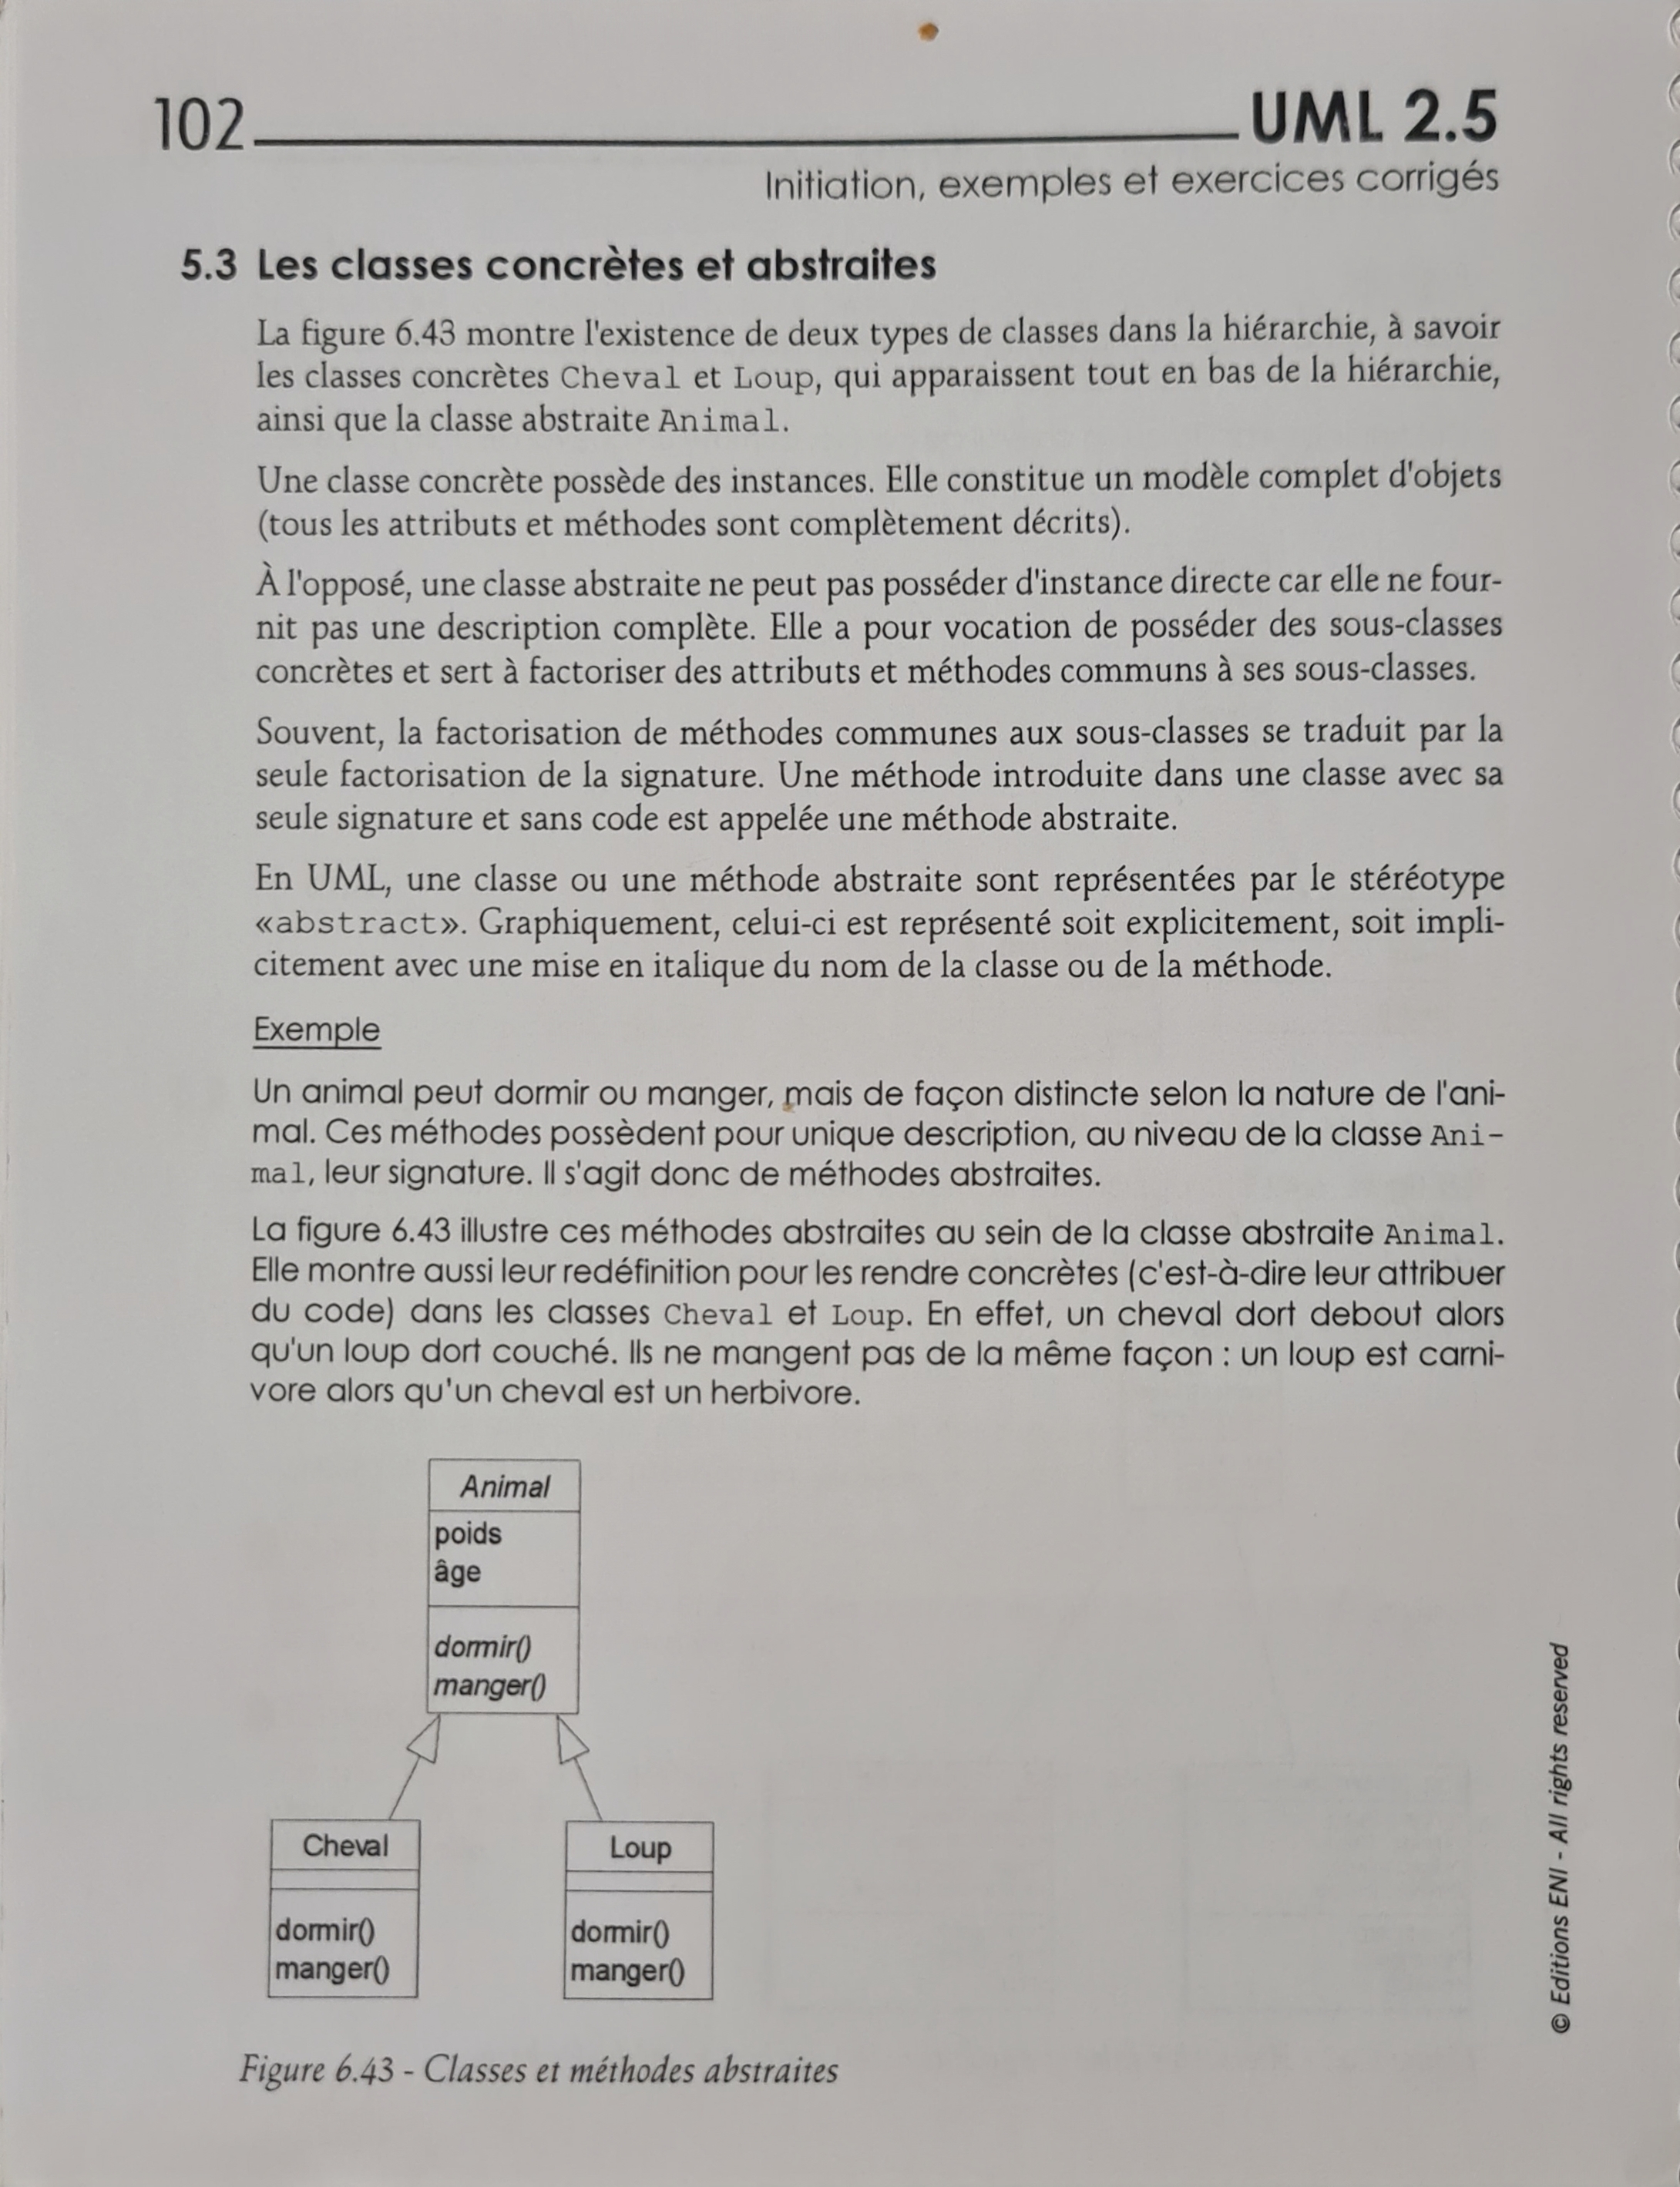 102 UML 2.5
Initiation, exemples et exercices corrigés
5.3 Les classes concrètes et abstraites
La figure 6.43 montre l'existence de deux types de classes dans la hiérarchie, à savoir
les classes concrètes Cheval et Loup, qui apparaissent tout en bas de la hiérarchie,
ainsi que la classe abstraite Animal.
Une classe concrète possède des instances. Elle constitue un modèle complet d'objets
(tous les attributs et méthodes sont complètement décrits).
À l'opposé, une classe abstraite ne peut pas posséder d'instance directe car elle ne four-
nit pas une description complète. Elle a pour vocation de posséder des sous-classes
concrètes et sert à factoriser des attributs et méthodes communs à ses sous-classes.
Souvent, la factorisation de méthodes communes aux sous-classes se traduit par la
seule factorisation de la signature. Une méthode introduite dans une classe avec sa
seule signature et sans code est appelée une méthode abstraite.
En UML, une classe ou une méthode abstraite sont représentées par le stéréotype
«abstract». Graphiquement, celui-ci est représenté soit explicitement, soit impli-
citement avec une mise en italique du nom de la classe ou de la méthode.
Exemple
Un animal peut dormir ou manger, mais de façon distincte selon la nature de l'ani-
mal. Ces méthodes possèdent pour unique description, au niveau de la classe Ani-
mal, leur signature. Il s'agit donc de méthodes abstraites.
La figure 6.43 illustre ces méthodes abstraites au sein de la classe abstraite Animal.
Elle montre aussi leur redéfinition pour les rendre concrètes (c'est-à-dire leur attribuer
du code) dans les classes Cheval et Loup. En effet, un cheval dort debout alors
qu'un loup dort couché. Ils ne mangent pas de la même façon : un loup est carni-
vore alors qu'un cheval est un herbivore.
Animal
poids
âge
dormir()
manger()
Cheval
dormir()
manger()
Loup
dormir()
manger()
Figure 6.43 - Classes et méthodes abstraites
© Editions ENI - All rights reserved